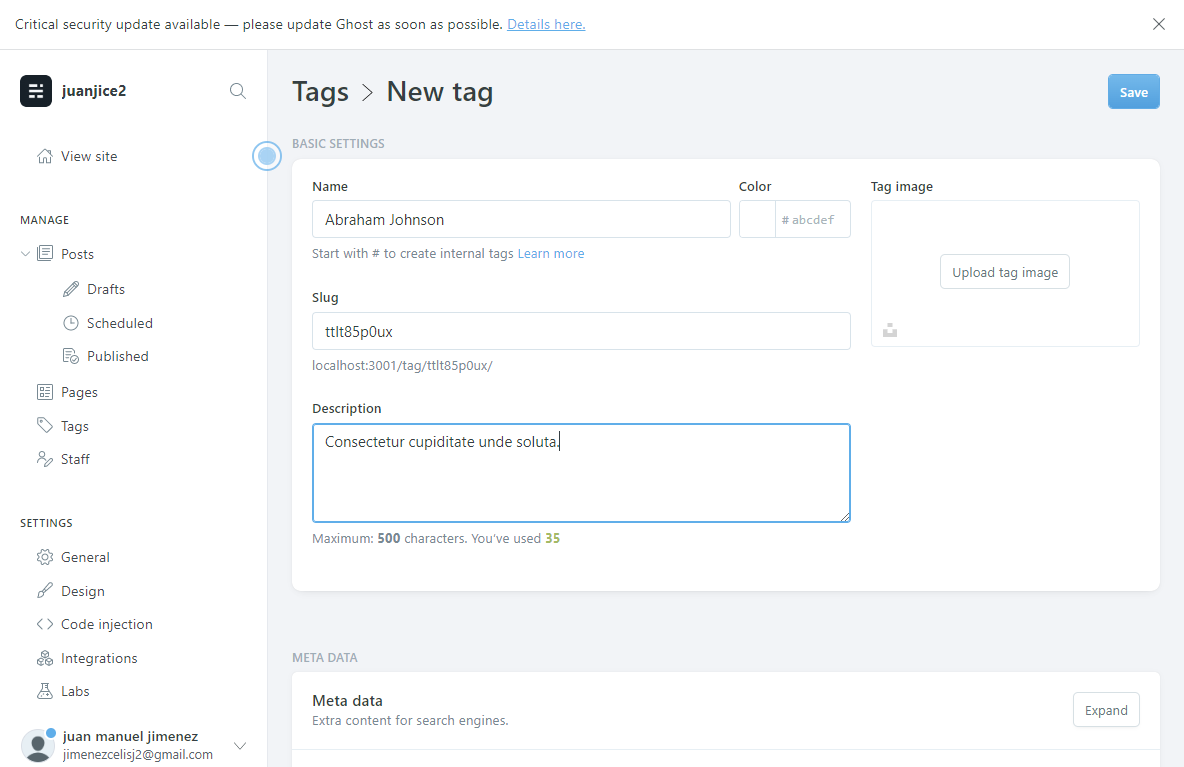 Critical security update available — please update Ghost as soon as possible. Details here.
juanjice2
View site
MANAGE
Posts
Drafts
Scheduled
Published
Pages
Tags
Staff
SETTINGS
General
Design
Code injection
Integrations
Labs
juan manuel jimenez
jimenezcelisj2@gmail.com
Tags > New tag
Save
BASIC SETTINGS
Name
Abraham Johnson
Start with # to create internal tags Learn more
Color
# abcdef
Slug
ttlt85p0ux
localhost:3001/tag/ttlt85p0ux/
Description
Consectetur cupiditate unde soluta.
Maximum: 500 characters. You've used 35
Tag image
Upload tag image
META DATA
Meta data
Extra content for search engines.
Expand